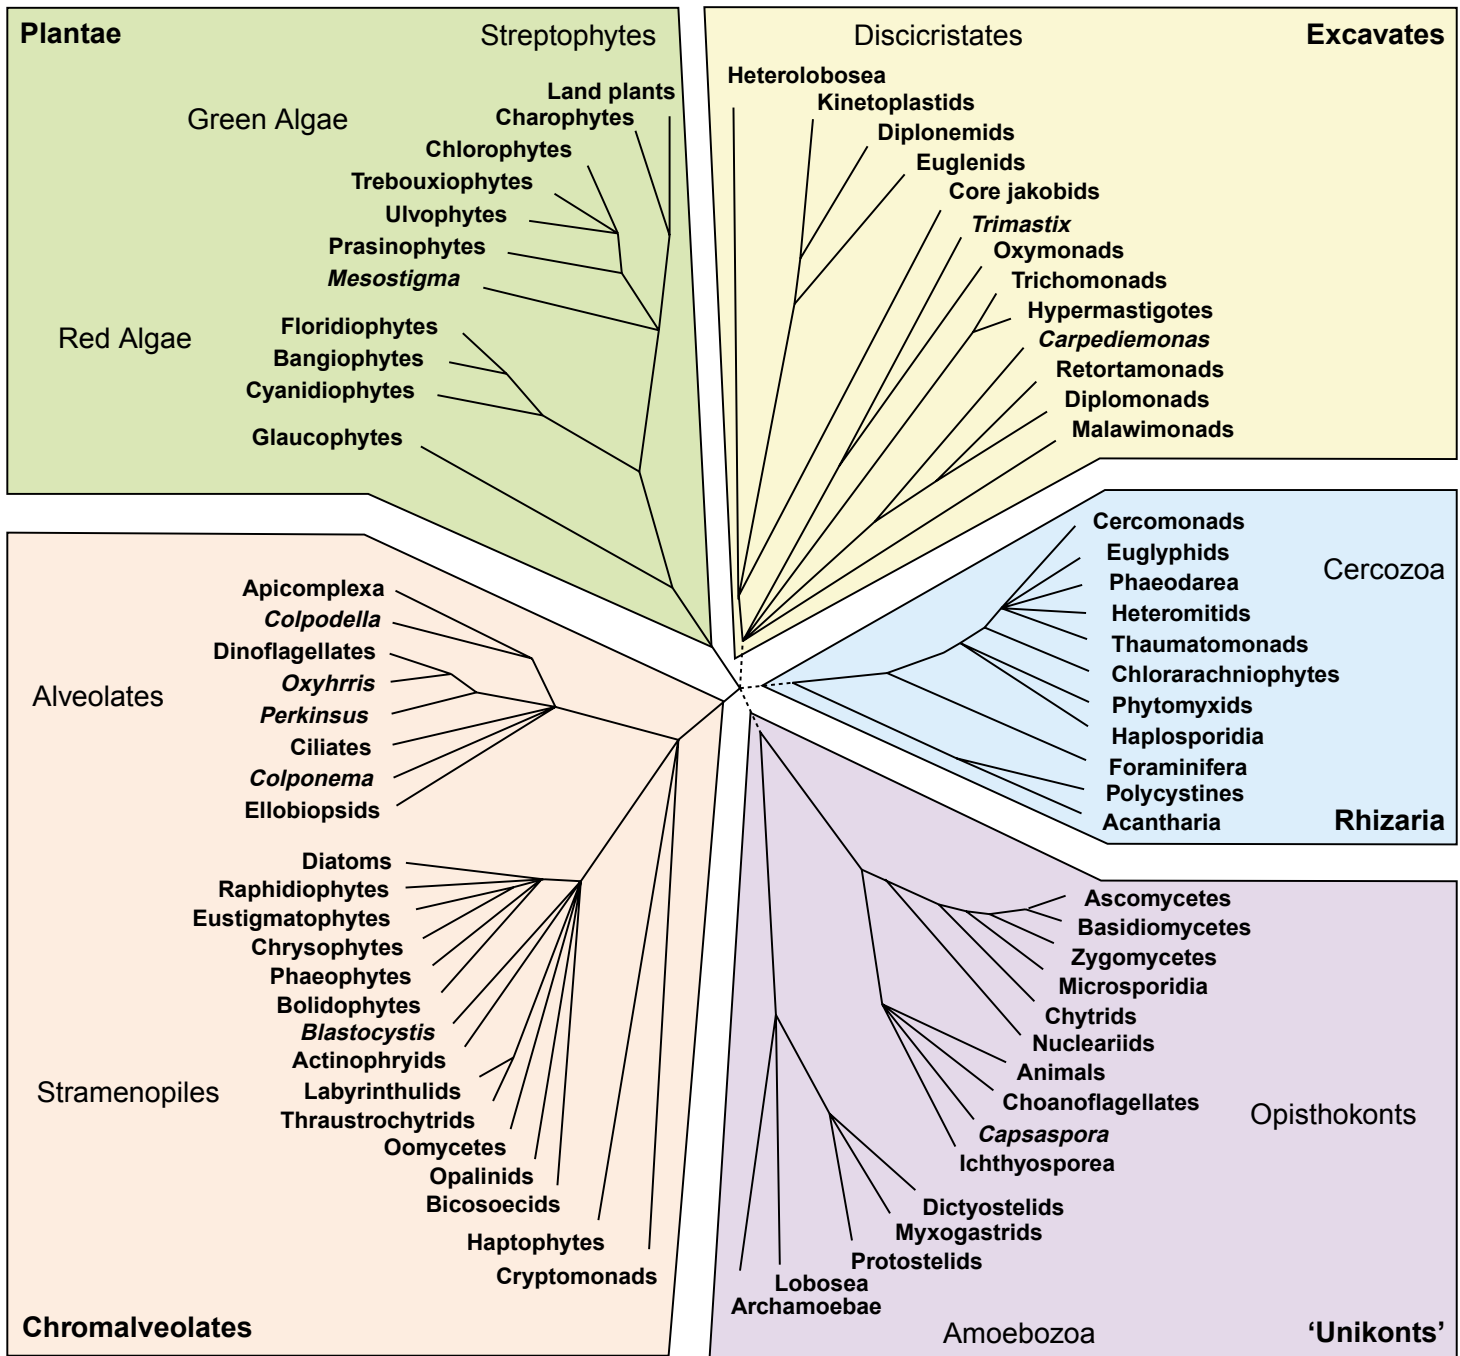 Plantae
Streptophytes
Green Algae
Land plants
Charophytes
Chlorophytes
Trebouxiophytes
Ulvophytes
Prasinophytes
Mesostigma
Red Algae
Floridiophytes
Bangiophytes
Cyanidiophytes
Glaucophytes
Discicristates
Excavates
Heterolobosea
Kinetoplastids
Diplonemids
Euglenids
Core jakobids
Trimastix
Oxymonads
Trichomonads
Hypermastigotes
Carpediemonas
Retortamonads
Diplomonads
Malawimonads
Cercomonads
Euglyphids
Cercozoa
Phaeodarea
Heteromitids
Thaumatomonads
Chlorarachniophytes
Phytomyxids
Haplosporidia
Foraminifera
Polycystines
Acantharia
Rhizaria
Apicomplexa
Colpodella
Dinoflagellates
Oxyhrris
Alveolates
Perkinsus
Ciliates
Colponema
Ellobiopsids
Diatoms
Raphidiophytes
Eustigmatophytes
Chrysophytes
Phaeophytes
Bolidophytes
Blastocystis
Actinophryids
Stramenopiles
Labyrinthulids
Thraustrochytrids
Oomycetes
Opalinids
Bicosoecids
Haptophytes
Cryptomonads
Chromalveolates
Ascomycetes
Basidiomycetes
Zygomycetes
Microsporidia
Chytrids
Nucleariids
Animals
Choanoflagellates
Opisthokonts
Capsaspora
Ichthyosporea
Dictyostelids
Myxogastrids
Protostelids
Lobosea
Archamoebae
Amoebozoa
‘Unikonts’